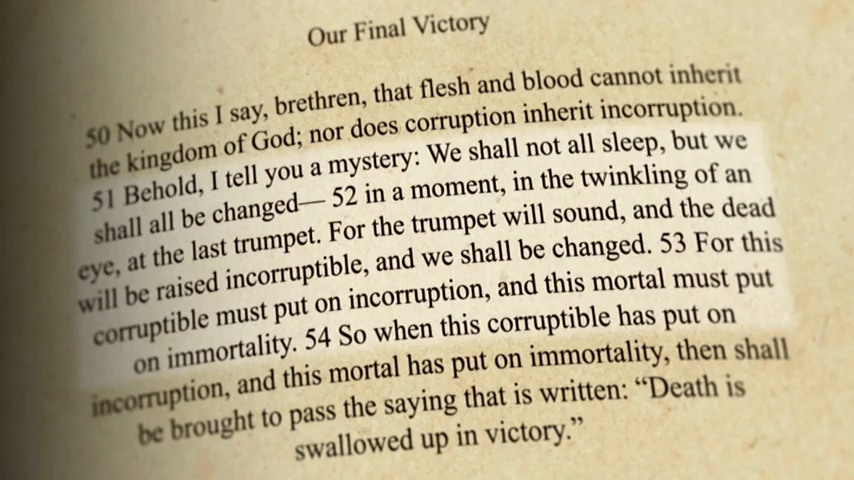 Our Final Victory
50 Now this I say, brethren, that flesh and blood cannot inherit
the kingdom of God; nor does corruption inherit incorruption.
51 Behold, I tell you a mystery: We shall not all sleep, but we
shall all be changed— 52 in a moment, in the twinkling of an
eye, at the last trumpet. For the trumpet will sound, and the dead
will be raised incorruptible, and we shall be changed. 53 For this
corruptible must put on incorruption, and this mortal must put
on immortality. 54 So when this corruptible has put on
incorruption, and this mortal has put on immortality, then shall
be brought to pass the saying that is written: “Death is
swallowed up in victory.”